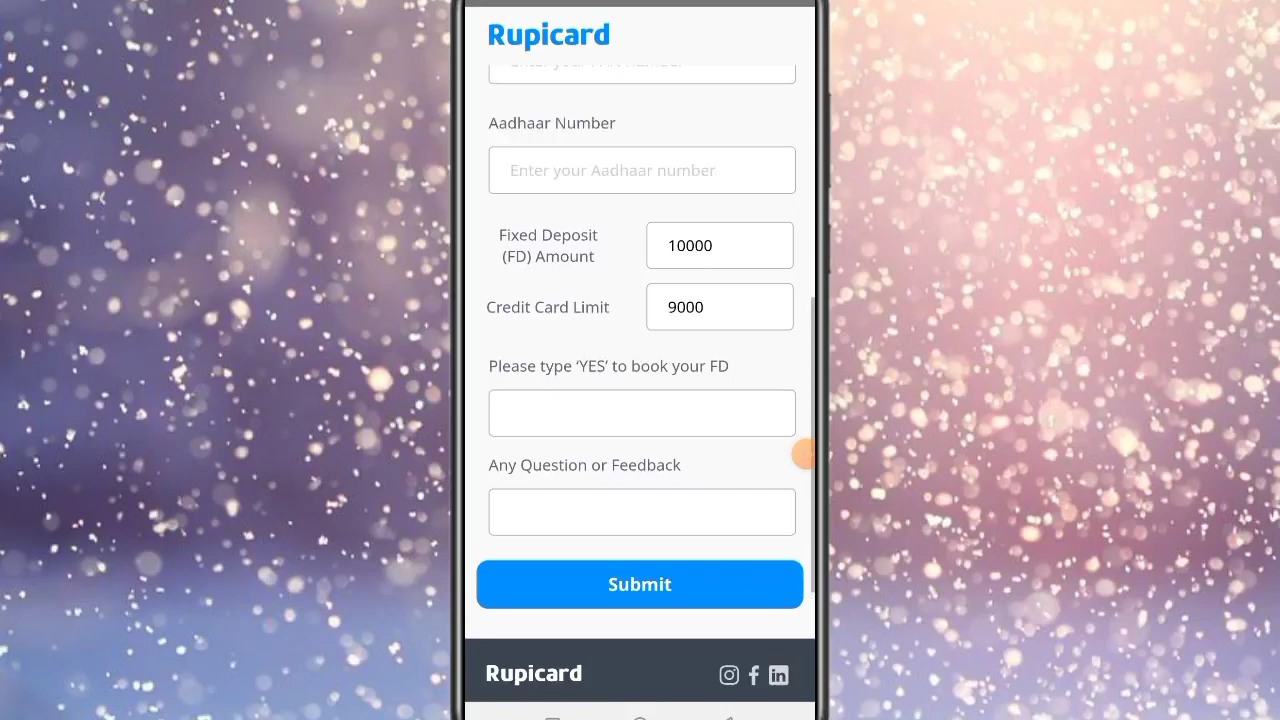 Rupicard
Aadhaar Number
Enter your Aadhaar number
Fixed Deposit
(FD) Amount
10000
Credit Card Limit
9000
Please type ‘YES’ to book your FD
Any Question or Feedback
Submit
Rupicard